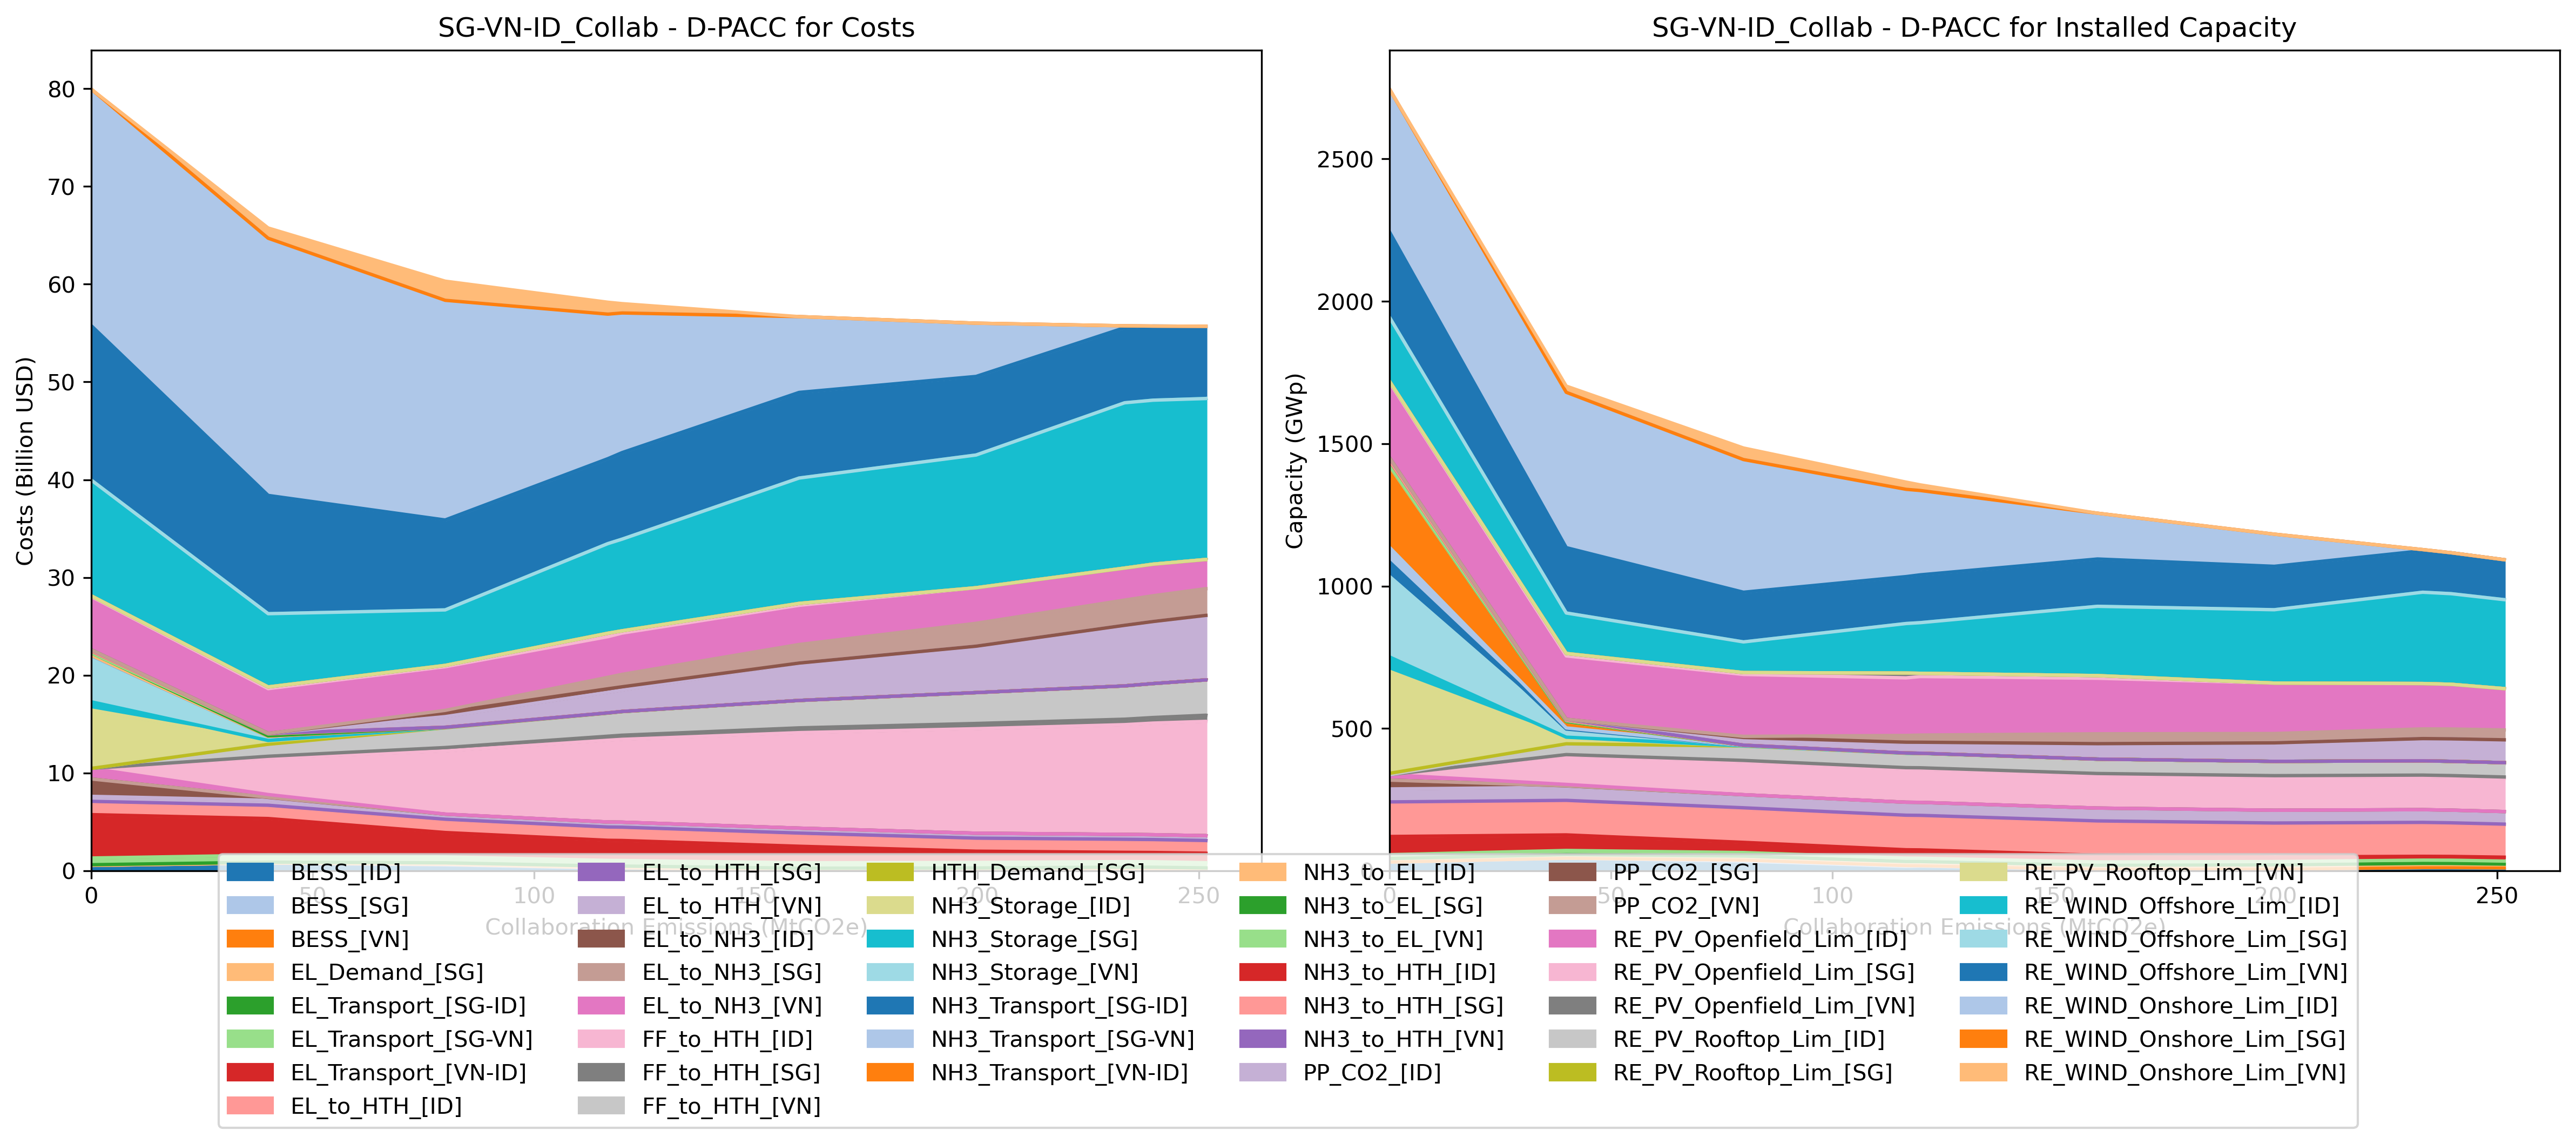 SG-VN-ID_Collab - D-PACC for Costs
80
70
60
50
40
30
20
10
0
Costs (Billion USD)
0
50
100
150
200
250
Collaboration Emissions (MtCO2e)
SG-VN-ID_Collab - D-PACC for Installed Capacity
2500
2000
1500
1000
500
0
Capacity (GWp)
0
50
100
150
200
250
Collaboration Emissions (MtCO2e)
BESS_[ID]
BESS_[SG]
BESS_[VN]
EL_Demand_[SG]
EL_Transport_[SG-ID]
EL_Transport_[SG-VN]
EL_Transport_[VN-ID]
EL_to_HTH_[ID]
EL_to_HTH_[SG]
EL_to_HTH_[VN]
EL_to_NH3_[ID]
EL_to_NH3_[SG]
EL_to_NH3_[VN]
FF_to_HTH_[ID]
FF_to_HTH_[SG]
FF_to_HTH_[VN]
HTH_Demand_[SG]
NH3_Storage_[ID]
NH3_Storage_[SG]
NH3_Storage_[VN]
NH3_Transport_[SG-ID]
NH3_Transport_[SG-VN]
NH3_Transport_[VN-ID]
NH3_to_EL_[ID]
NH3_to_EL_[SG]
NH3_to_EL_[VN]
NH3_to_HTH_[ID]
NH3_to_HTH_[SG]
NH3_to_HTH_[VN]
PP_CO2_[ID]
PP_CO2_[SG]
PP_CO2_[VN]
RE_PV_Openfield_Lim_[ID]
RE_PV_Openfield_Lim_[SG]
RE_PV_Openfield_Lim_[VN]
RE_PV_Rooftop_Lim_[ID]
RE_PV_Rooftop_Lim_[SG]
RE_PV_Rooftop_Lim_[VN]
RE_WIND_Offshore_Lim_[ID]
RE_WIND_Offshore_Lim_[SG]
RE_WIND_Offshore_Lim_[VN]
RE_WIND_Onshore_Lim_[ID]
RE_WIND_Onshore_Lim_[SG]
RE_WIND_Onshore_Lim_[VN]